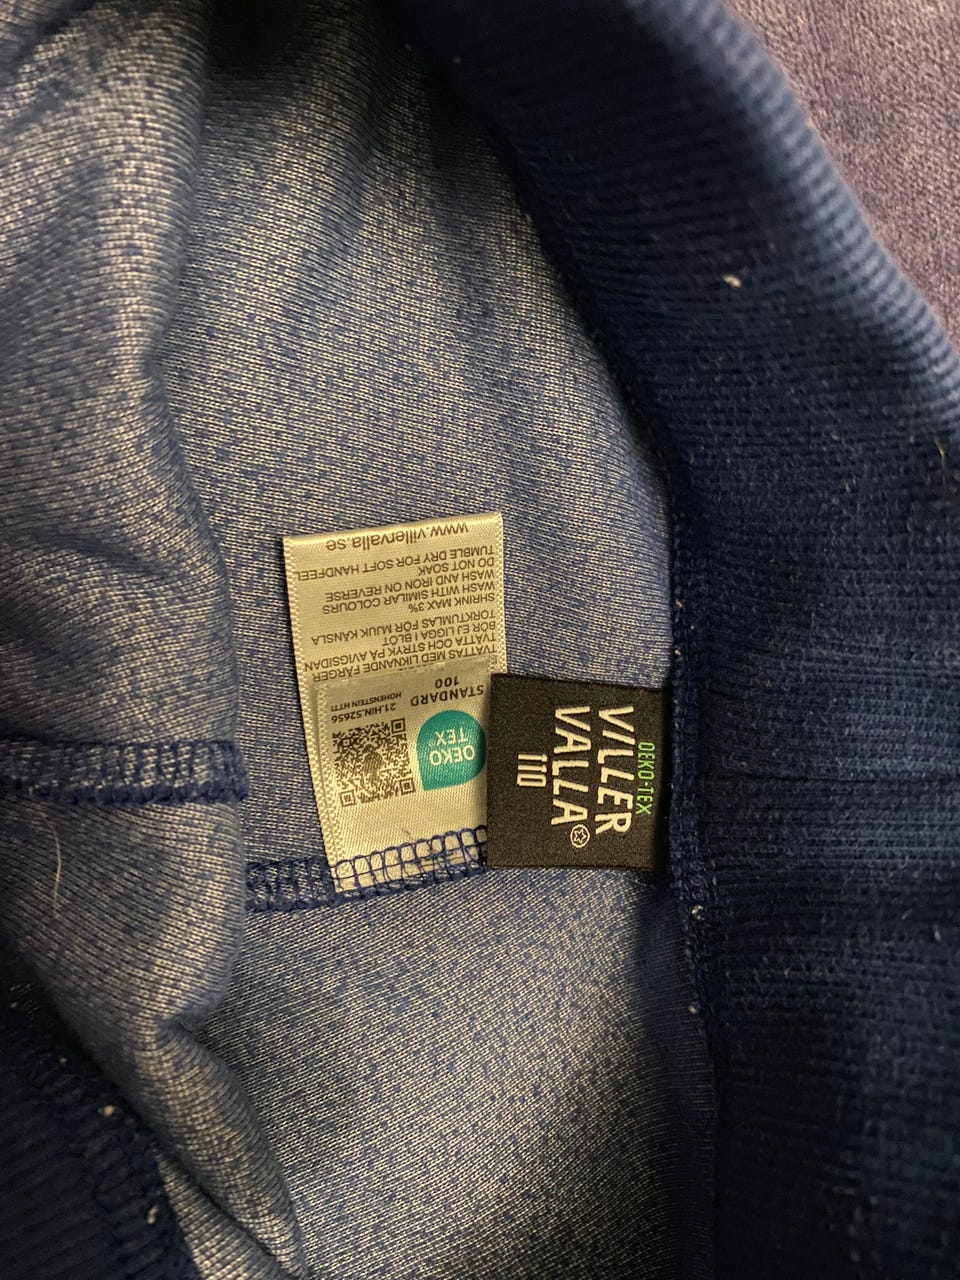 OEKO-TEX
VILLER
VALLA®
110
OEKO
TEX®
STANDARD
100
21.HIN.52656
HOHENSTEIN HTTI
TVÄTTAS MED LIKNANDE FÄRGER
TVÄTTA OCH STRYK PÅ AVIGSIDAN
BÖR EJ LIGGA I BLÖT
TORKTUMLAS FÖR MJUK KÄNSLA
SHRINK MAX 3%
WASH WITH SIMILAR COLOURS
WASH AND IRON ON REVERSE
DO NOT SOAK
TUMBLE DRY FOR SOFT HANDFEEL
www.villervalla.se